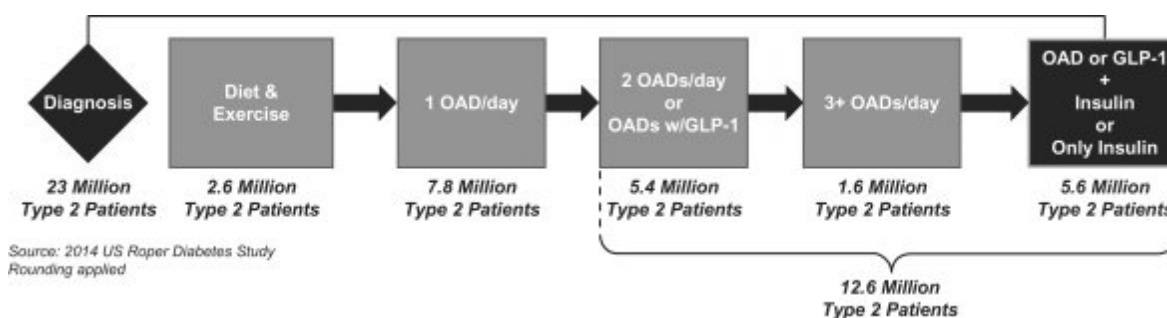 Diagnosis
Diet &
Exercise
1 OAD/day
2 OADs/day
or
OADs w/GLP-1
3+ OADs/day
OAD or GLP-1
+
Insulin
or
Only Insulin
23 Million
Type 2 Patients
2.6 Million
Type 2 Patients
7.8 Million
Type 2 Patients
5.4 Million
Type 2 Patients
1.6 Million
Type 2 Patients
5.6 Million
Type 2 Patients
Source: 2014 US Roper Diabetes Study
Rounding applied
12.6 Million
Type 2 Patients